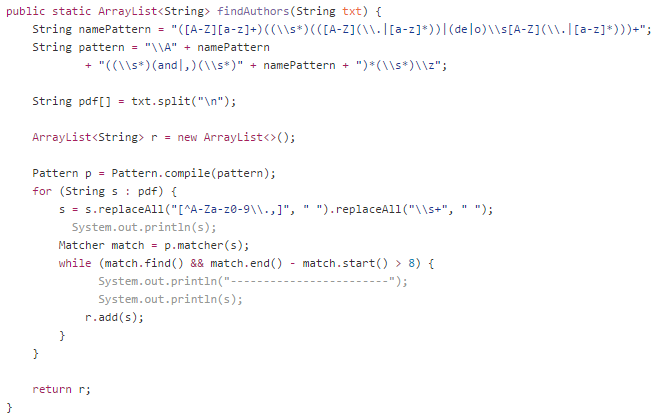 public static ArrayList<String> findAuthors(String txt) {
    String namePattern = "([A-Z][a-z]+)((\\s*)(([A-Z](\\.|[a-z]*))|(de|o)\\s[A-Z](\\.|[a-z]*)))+";
    String pattern = "\\A" + namePattern
            + "((\\s*)(and|,)(\\s*)" + namePattern + ")*(\\s*)\\z";

    String pdf[] = txt.split("\n");

    ArrayList<String> r = new ArrayList<>();

    Pattern p = Pattern.compile(pattern);
    for (String s : pdf) {
        s = s.replaceAll("[^A-Za-z0-9\\.,]", " ").replaceAll("\\s+", " ");
          System.out.println(s);
        Matcher match = p.matcher(s);
        while (match.find() && match.end() - match.start() > 8) {
              System.out.println("------------------------");
              System.out.println(s);
            r.add(s);
        }
    }

    return r;
}